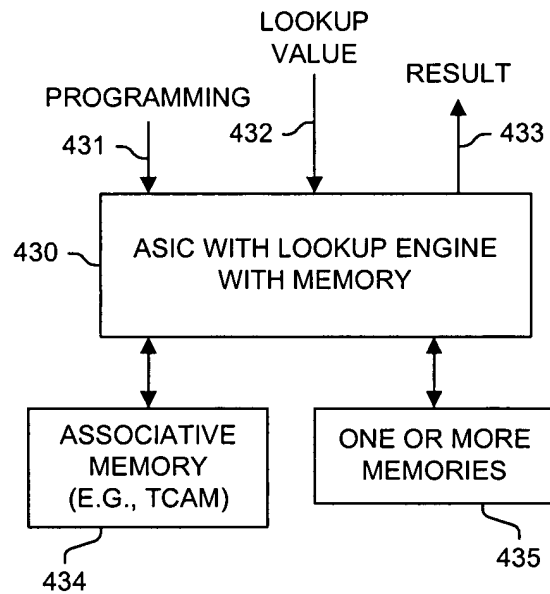 LOOKUP
VALUE
RESULT
PROGRAMMING
431
432
433
430
ASIC WITH LOOKUP ENGINE
WITH MEMORY
ASSOCIATIVE
MEMORY
(E.G., TCAM)
ONE OR MORE
MEMORIES
434
435